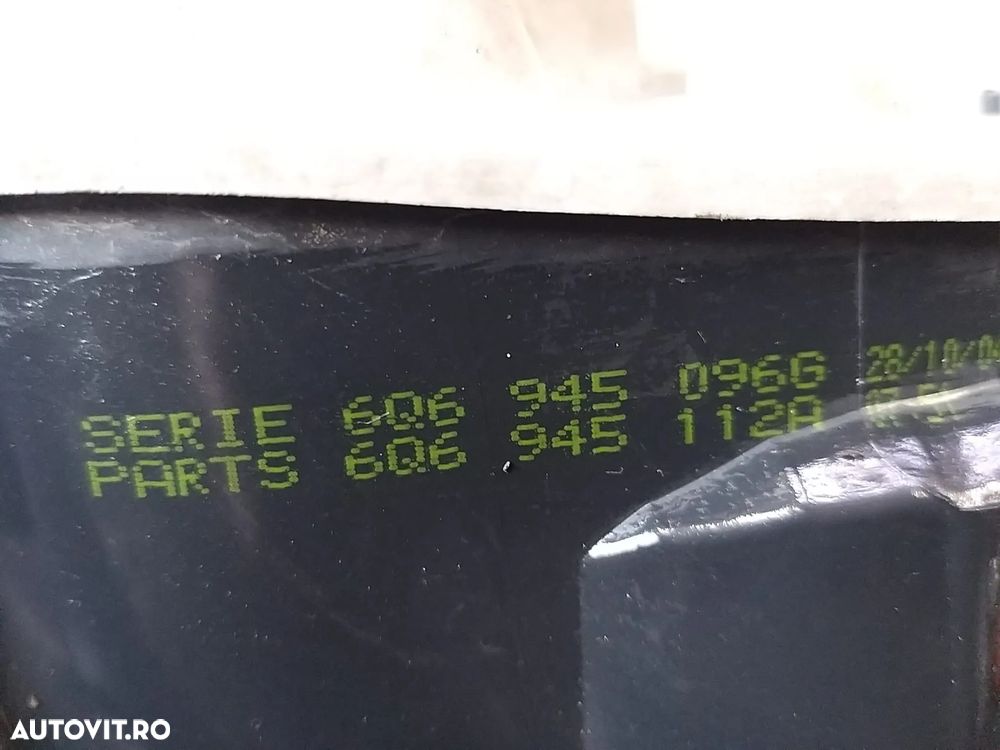 SERIE 6Q6 945 096G
PARTS 6Q6 945 112A
AUTOVIT.RO